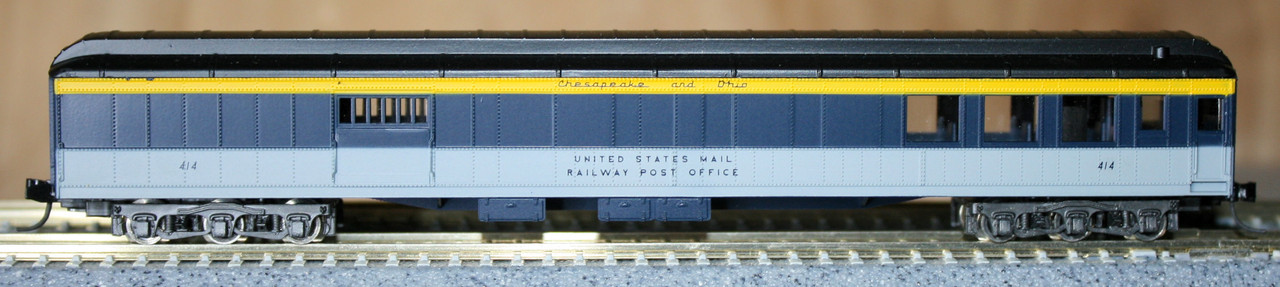 Chesapeake and Ohio
414
UNITED STATES MAIL
RAILWAY POST OFFICE
414